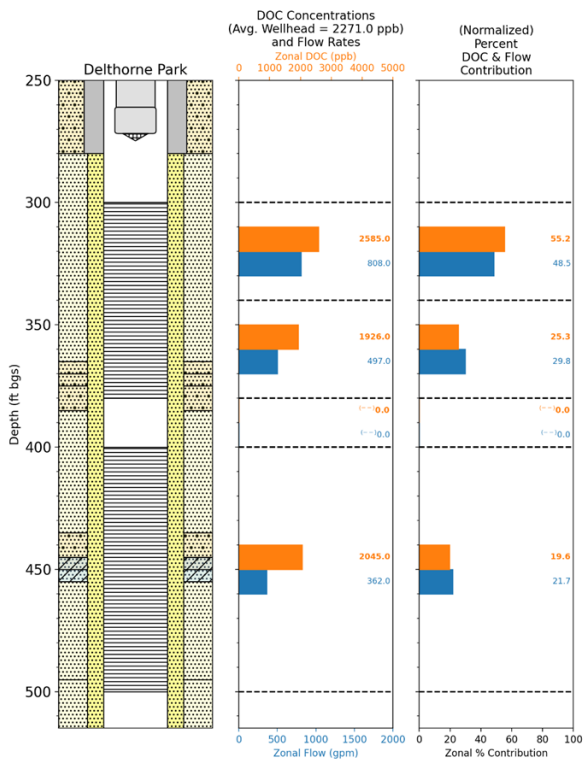 DOC Concentrations
(Avg. Wellhead = 2271.0 ppb)
and Flow Rates
Zonal DOC (ppb)
0 1000 2000 3000 4000 5000
(Normalized)
Percent
DOC & Flow
Contribution
Delthorne Park
250
300
350
400
450
500
Depth (ft bgs)
2585.0
808.0
1926.0
497.0
(--)0.0
(--)0.0
2045.0
362.0
0 500 1000 1500 2000
Zonal Flow (gpm)
55.2
48.5
25.3
29.8
(--)0.0
(--)0.0
19.6
21.7
0 20 40 60 80 100
Zonal % Contribution